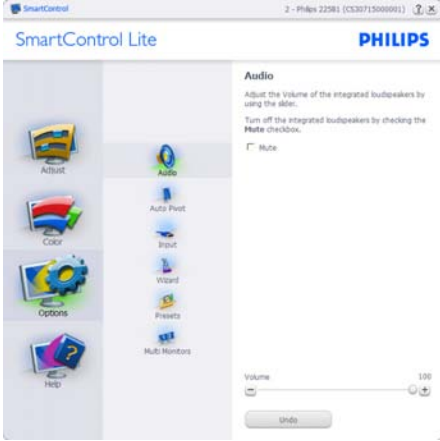 SmartControl
2 - Philips 225B1 (CS30715000001)
SmartControl Lite
PHILIPS
Adjust
Color
Options
Help
Audio
Auto Pivot
Input
Wizard
Presets
Multi Monitors
Audio
Adjust the Volume of the integrated loudspeakers by
using the slider.
Turn off the integrated loudspeakers by checking the
Mute checkbox.
Mute
Volume 100
Undo